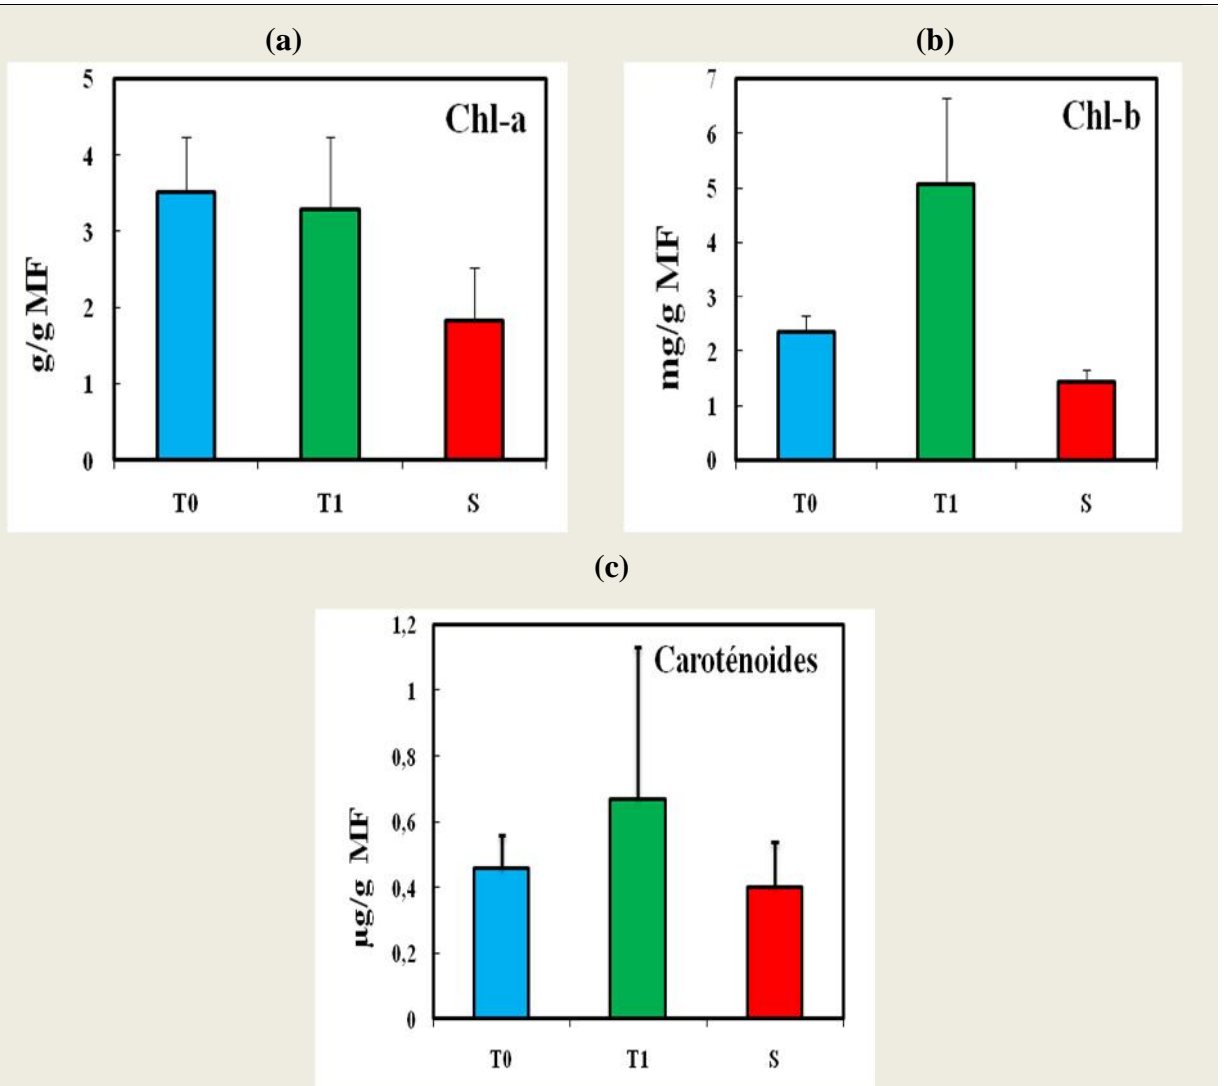 (a)
(b)
5
4
3
2
1
0
g/g MF
Chl-a
T0 T1 S
7
6
5
4
3
2
1
0
mg/g MF
Chl-b
T0 T1 S
(c)
1,2
1
0,8
0,6
0,4
0,2
0
µg/g MF
Caroténoides
T0 T1 S